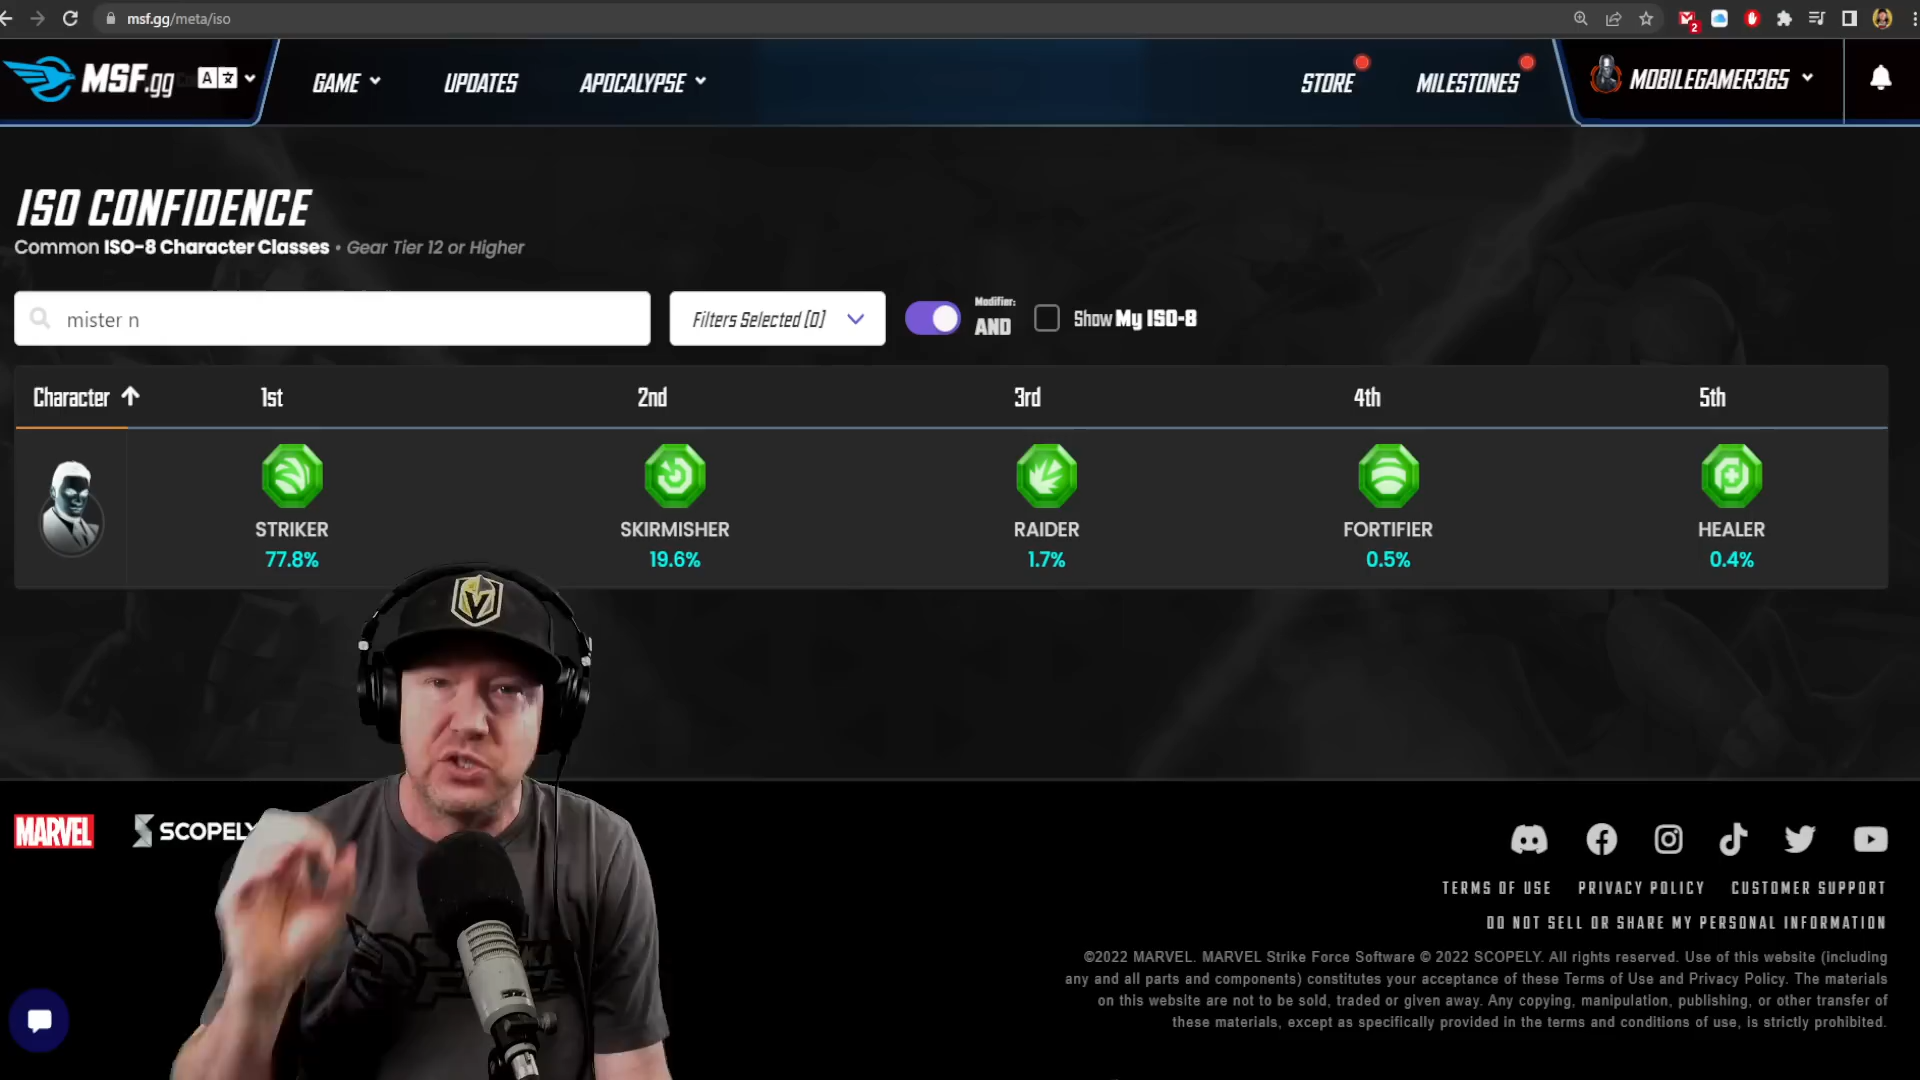 msf.gg/meta/iso
2
MSF.gg
GAME
UPDATES
APOCALYPSE
STORE
MILESTONES
MOBILEGAMER365
ISO CONFIDENCE
Common ISO-8 Character Classes • Gear Tier 12 or Higher
mister n
Filters Selected [0]
Modifier:
AND
Show My ISO-8
Character 1st 2nd 3rd 4th 5th
STRIKER SKIRMISHER RAIDER FORTIFIER HEALER
77.8% 19.6% 1.7% 0.5% 0.4%
MARVEL
SCOPELY
TERMS OF USE PRIVACY POLICY CUSTOMER SUPPORT
DO NOT SELL OR SHARE MY PERSONAL INFORMATION
©2022 MARVEL. MARVEL Strike Force Software © 2022 SCOPELY. All rights reserved. Use of this website (including
any and all parts and components) constitutes your acceptance of these Terms of Use and Privacy Policy. The materials
on this website are not to be sold, traded or given away. Any copying, manipulation, publishing, or other transfer of
these materials, except as specifically provided in the terms and conditions of use, is strictly prohibited.